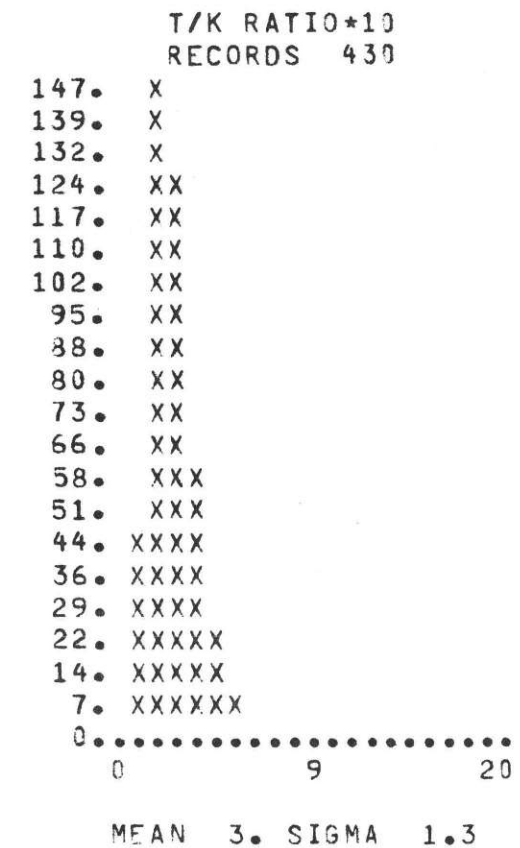 T/K RATIO*10
RECORDS 430
147. X
139. X
132. X
124. XX
117. XX
110. XX
102. XX
95. XX
88. XX
80. XX
73. XX
66. XX
58. XXX
51. XXX
44. XXXX
36. XXXX
29. XXXX
22. XXXXX
14. XXXXX
7. XXXXXX
0.....................
0 9 20
MEAN 3. SIGMA 1.3